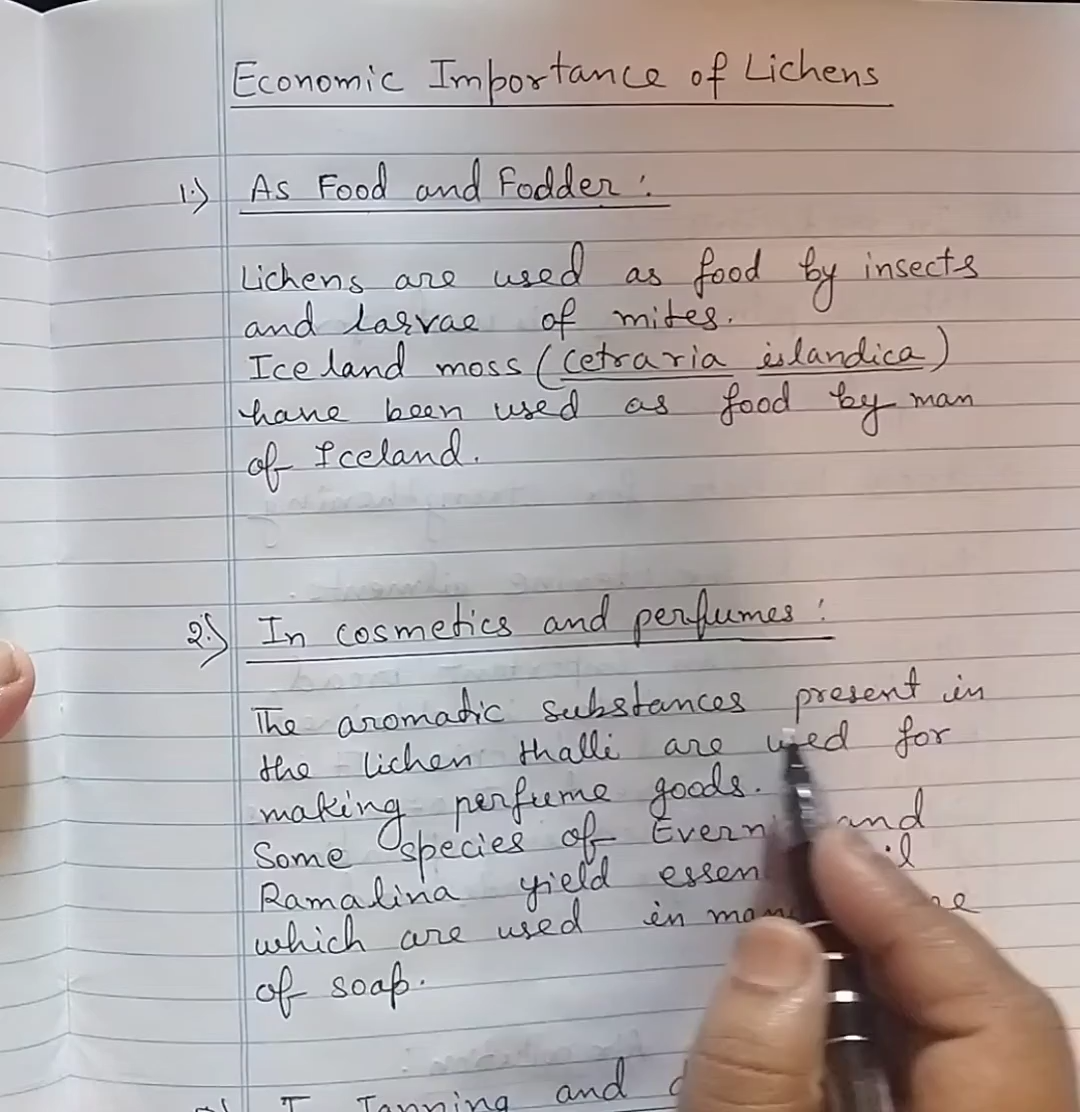 Economic Importance of Lichens
1.) As Food and Fodder :
Lichens are used as food by insects
and larvae of mites.
Iceland moss (cetraria islandica)
have been used as food by man
of Iceland.
2.) In cosmetics and perfumes :
The aromatic substances present in
the lichen thalli are used for
making perfume goods.
Some species of and
Ramalina yield
which are used in
of soap.
Tanning and